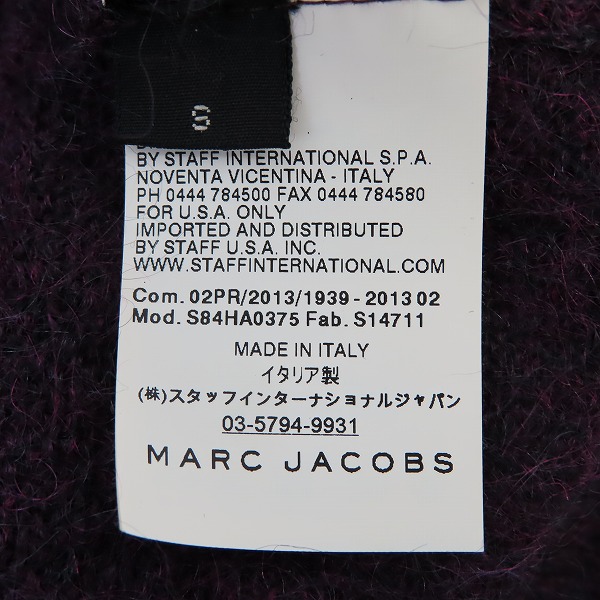 S
BY STAFF INTERNATIONAL S.P.A.
NOVENTA VICENTINA - ITALY
PH 0444 784500 FAX 0444 784580
FOR U.S.A. ONLY
IMPORTED AND DISTRIBUTED
BY STAFF U.S.A. INC.
WWW.STAFFINTERNATIONAL.COM
Com. 02PR/2013/1939 - 2013 02
Mod. S84HA0375 Fab. S14711
MADE IN ITALY
イタリア製
(株)スタッフインターナショナルジャパン
03-5794-9931
MARC JACOBS